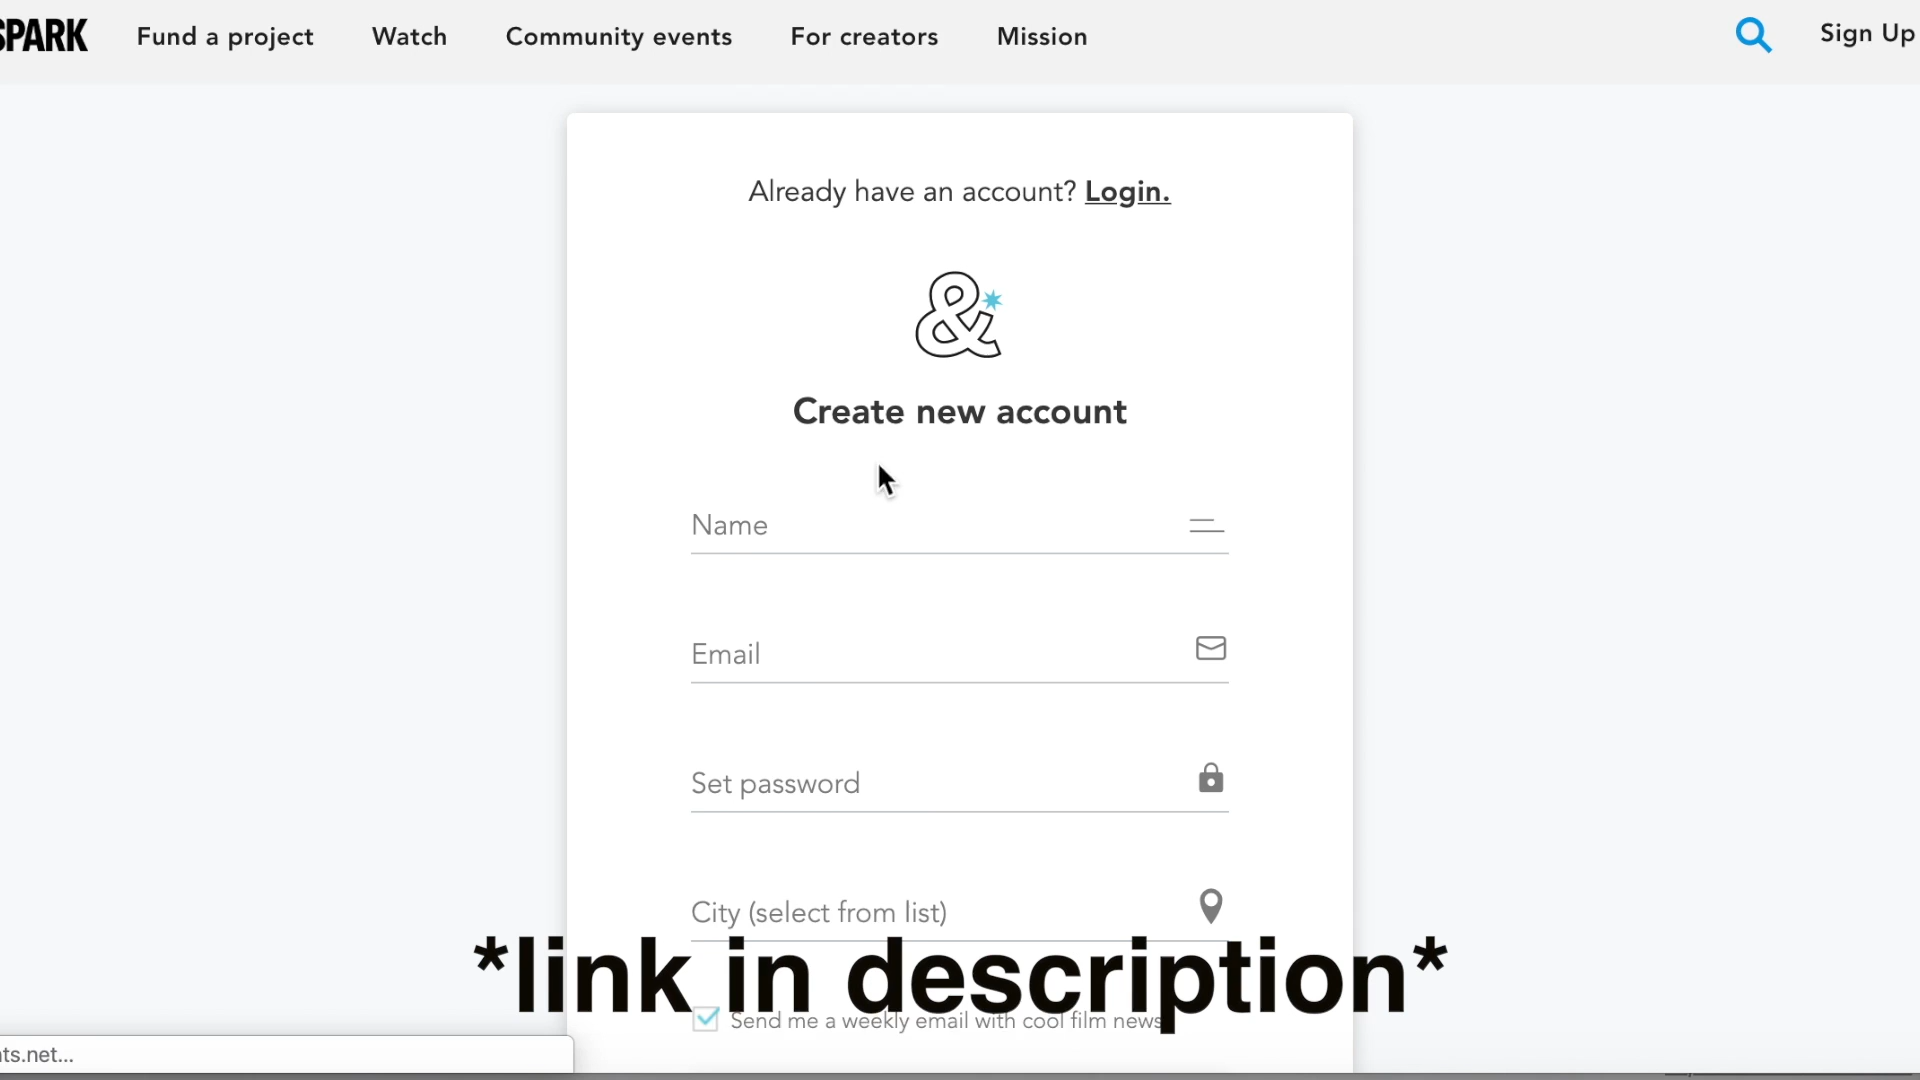 SPARK Fund a project Watch Community events For creators Mission Sign Up
Already have an account? Login.
&
Create new account
Name
Email
Set password
City (select from list)
*link in description*
Send me a weekly email with cool film news
ts.net...